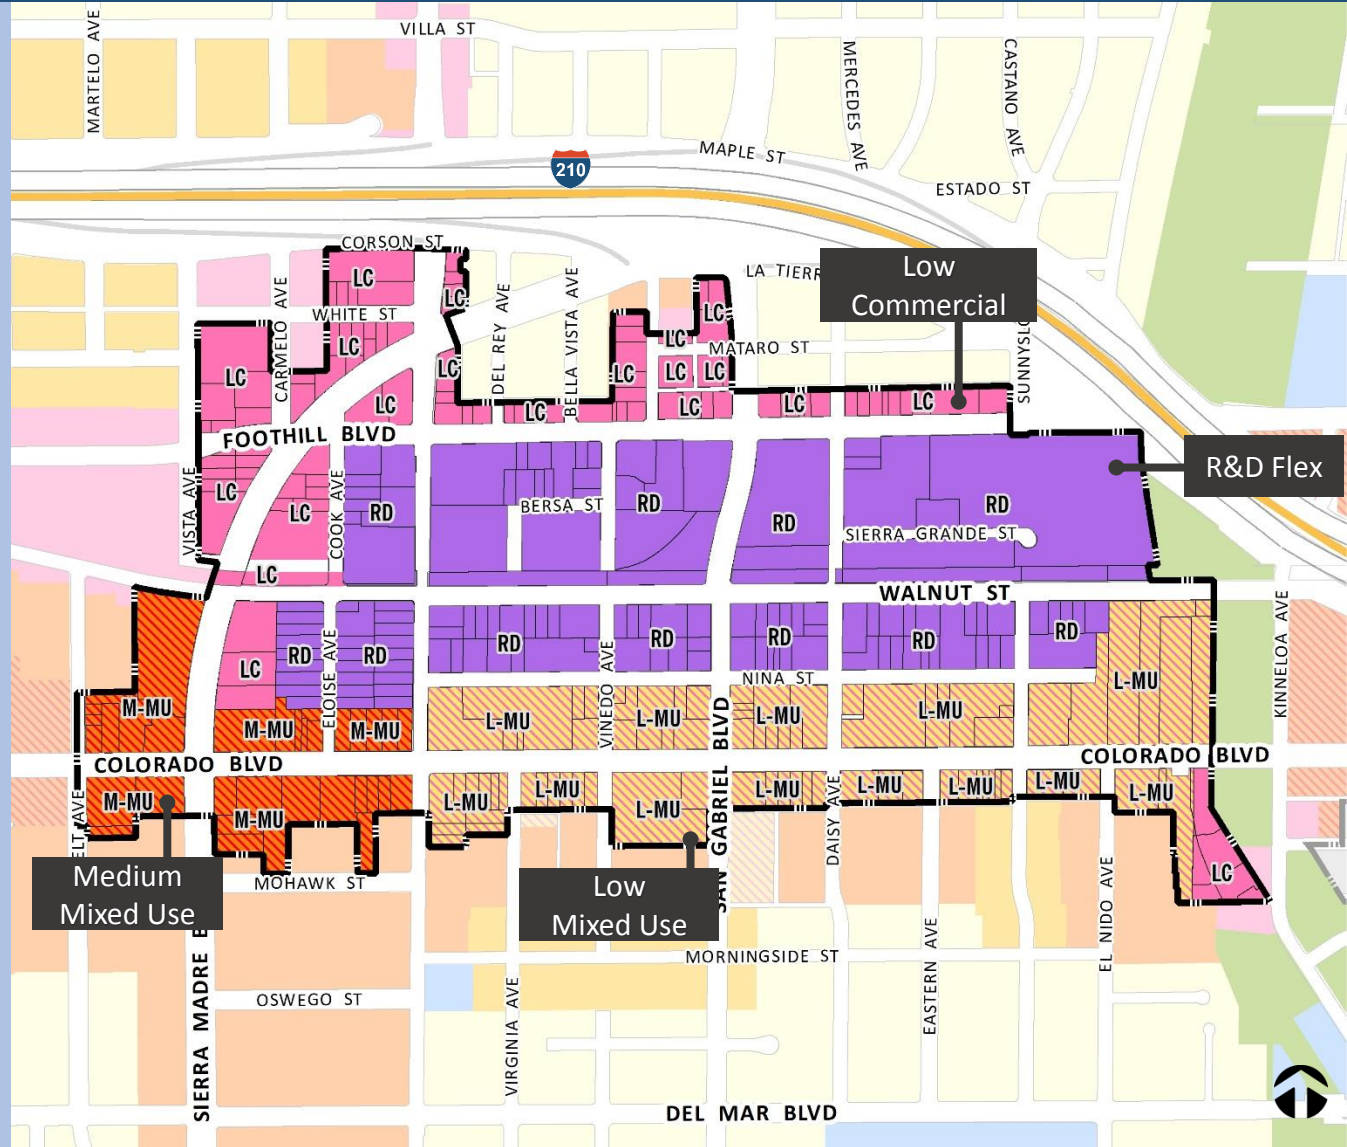 VILLA ST
MARTELO AVE
MERCEDES AVE
CASTANO AVE
MAPLE ST
210
ESTADO ST
CORSON ST
LA TIERR
Low
Commercial
LC
LC
CARMELO AVE
WHITE ST
DEL REY AVE
BELLA VISTA AVE
LC
LC
LC
MATARO ST
SUNNYSLO
LC
LC
LC
LC
LC
LC
LC
LC
LC
LC
FOOTHILL BLVD
R&D Flex
VISTA AVE
LC
LC
COOK AVE
RD
BERSA ST
RD
RD
RD
SIERRA GRANDE ST
LC
WALNUT ST
KINNELOA AVE
LC
RD
ELOISE AVE
RD
RD
VINEDO AVE
RD
RD
RD
RD
NINA ST
L-MU
M-MU
M-MU
M-MU
L-MU
L-MU
SAN GABRIEL BLVD
L-MU
L-MU
COLORADO BLVD
COLORADO BLVD
M-MU
M-MU
L-MU
L-MU
L-MU
L-MU
DAISY AVE
L-MU
L-MU
L-MU
L-MU
LC
ELT AVE
Medium
Mixed Use
MOHAWK ST
Low
Mixed Use
SIERRA MADRE B
OSWEGO ST
VIRGINIA AVE
MORNINGSIDE ST
EASTERN AVE
EL NIDO AVE
DEL MAR BLVD